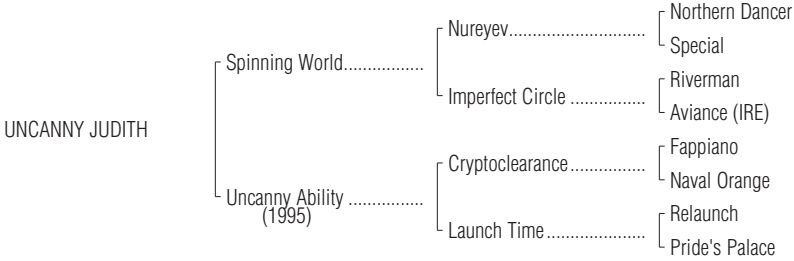 Northern Dancer
Nureyev..............................
Special
Spinning World.................
Riverman
Imperfect Circle ................
Aviance (IRE)
UNCANNY JUDITH
Fappiano
Cryptoclearance................
Naval Orange
Uncanny Ability ................
(1995)
Relaunch
Launch Time.....................
Pride's Palace